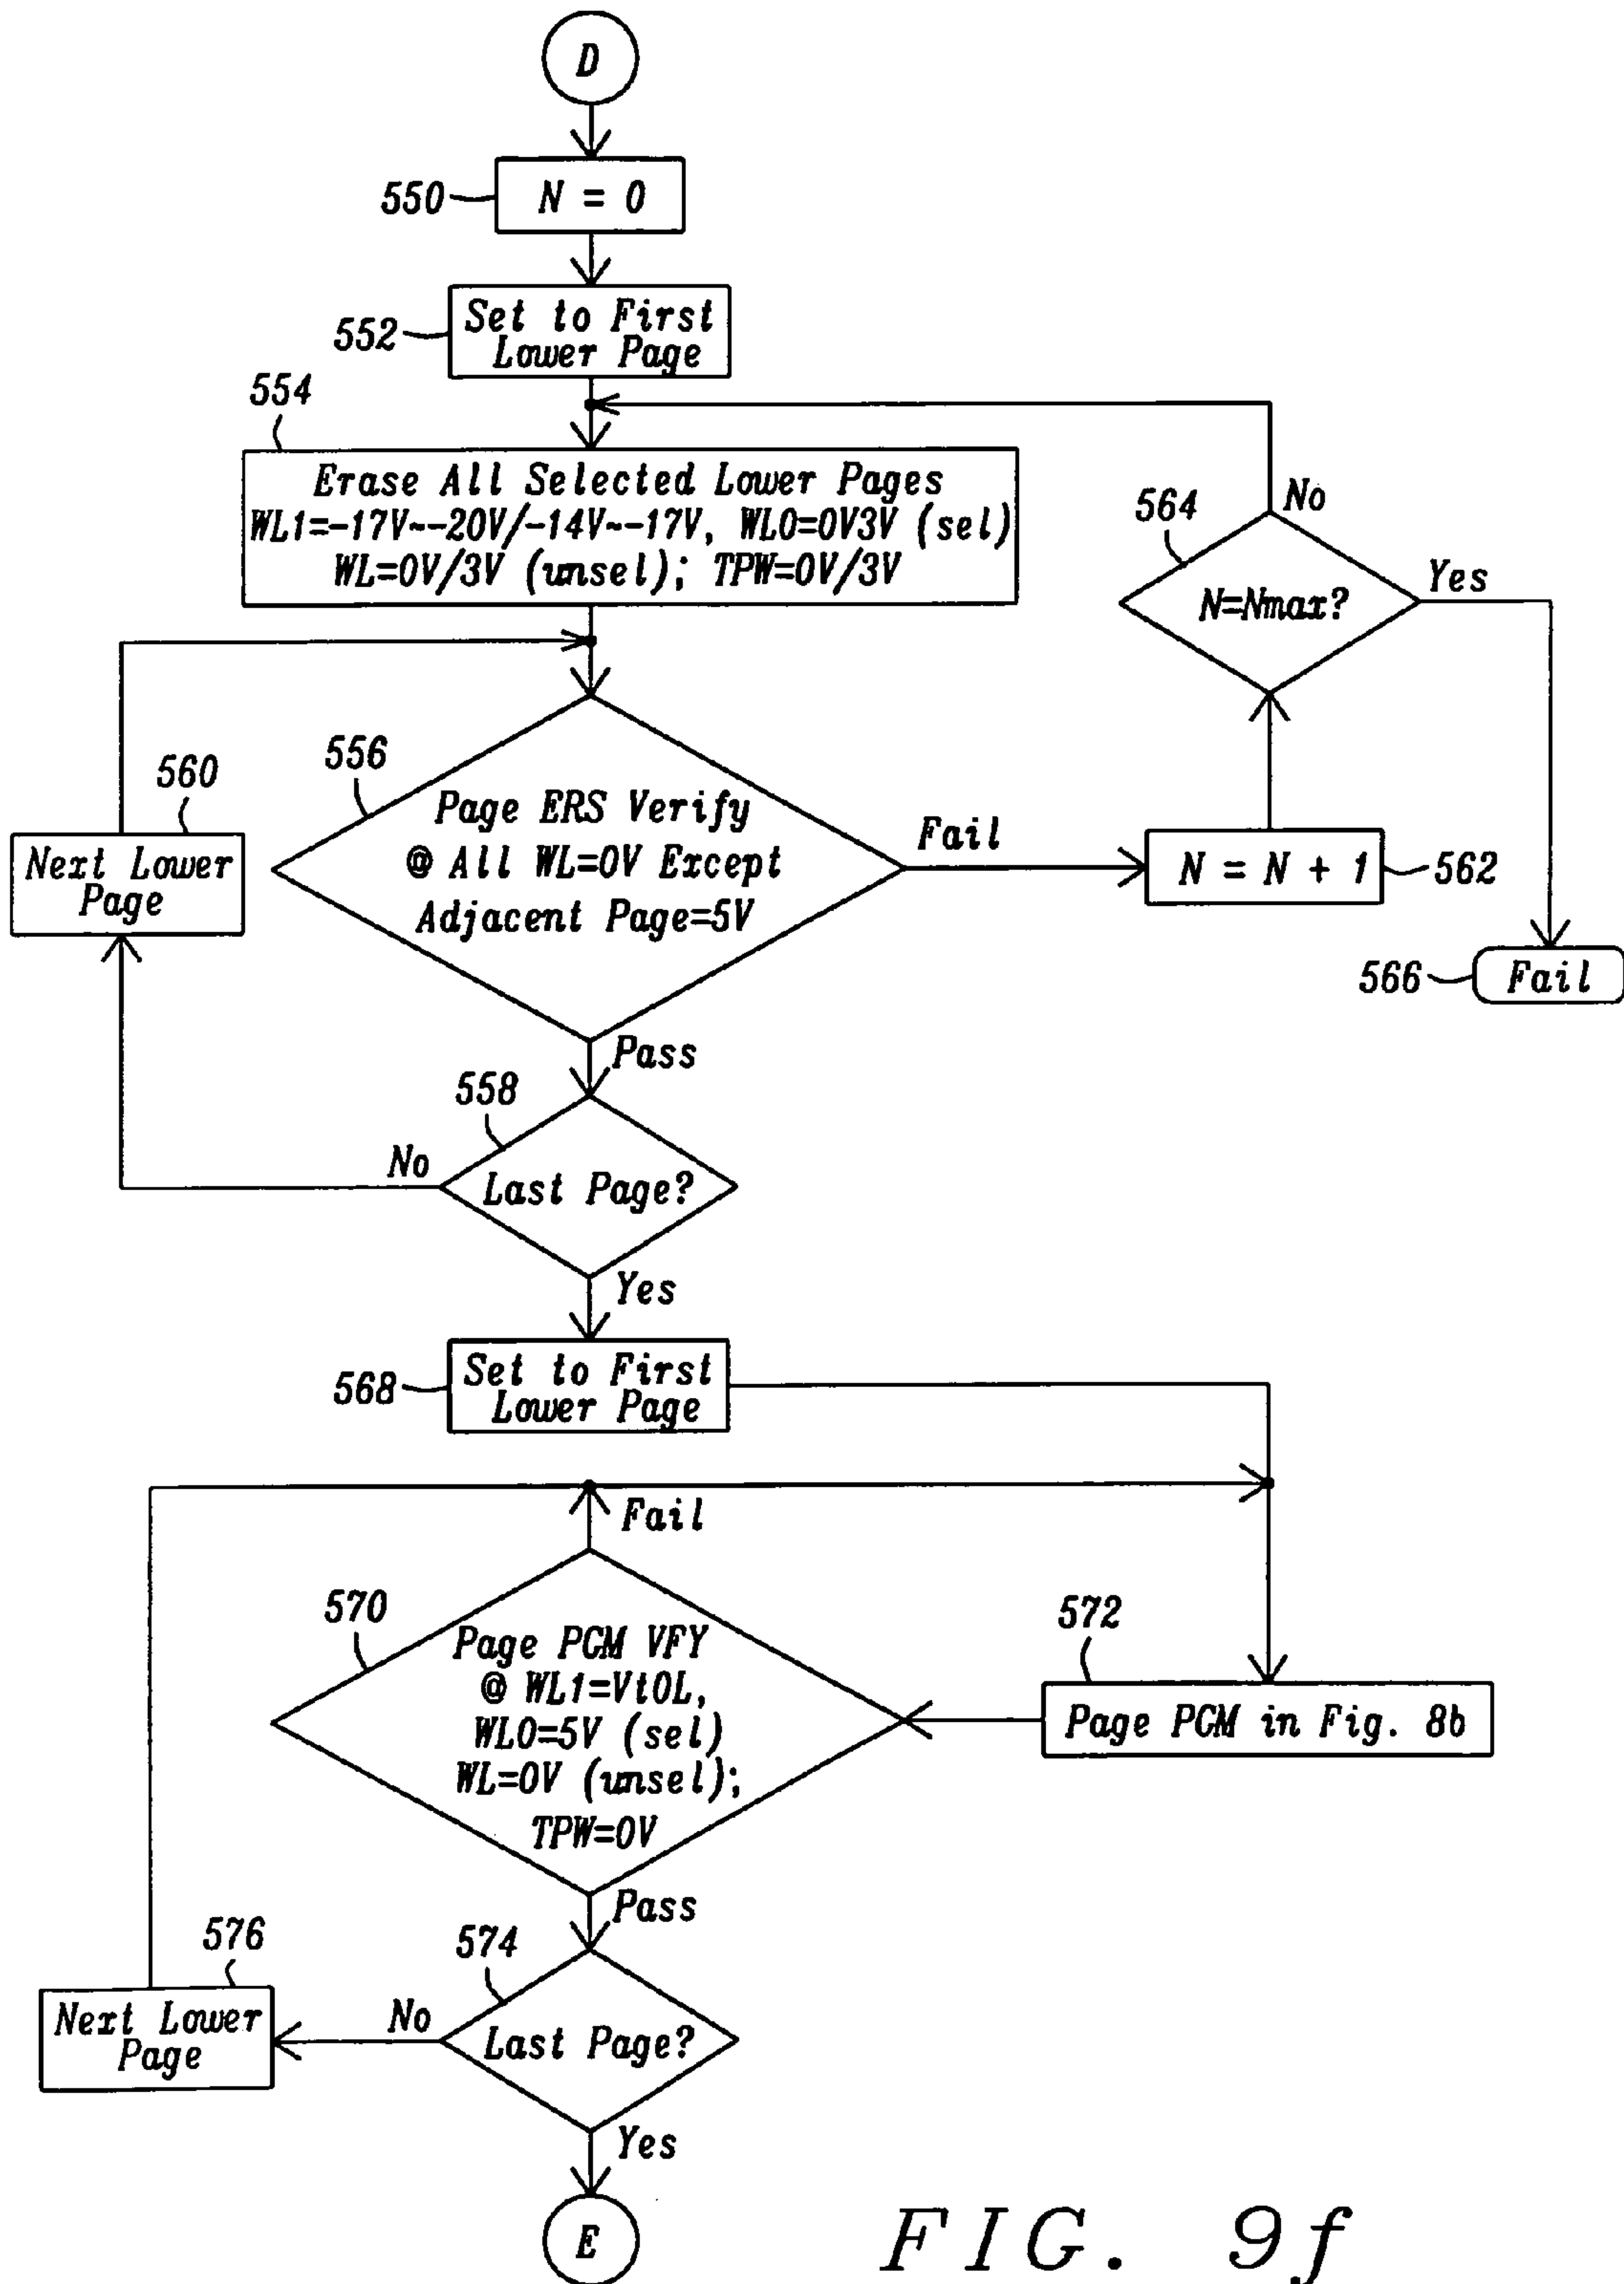 D
550
N = 0
552
Set to First
Lower Page
554
Erase All Selected Lower Pages
WL1=-17V~-20V/-14V~-17V, WL0=0V3V (sel)
WL=0V/3V (unsel); TPW=0V/3V
564
No
N=Nmax?
Yes
560
Next Lower
Page
556
Page ERS Verify
@ All WL=0V Except
Adjacent Page=5V
Fail
N = N + 1
562
566
Fail
Pass
558
No
Last Page?
Yes
568
Set to First
Lower Page
Fail
570
Page PGM VFY
@ WL1=Vt0L,
WL0=5V (sel)
WL=0V (unsel);
TPW=0V
572
Page PGM in Fig. 8b
Pass
576
574
Next Lower
Page
No
Last Page?
Yes
E
FIG. 9f